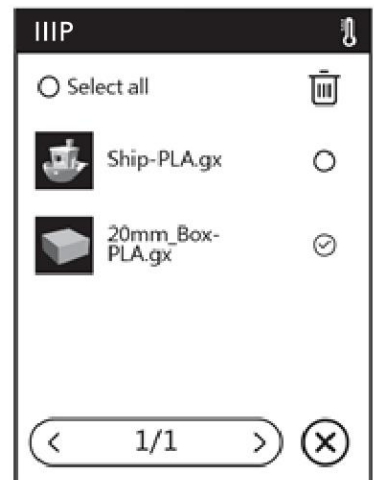 IIIP
Select all
Ship-PLA.gx
20mm_Box-
PLA.gx
1/1